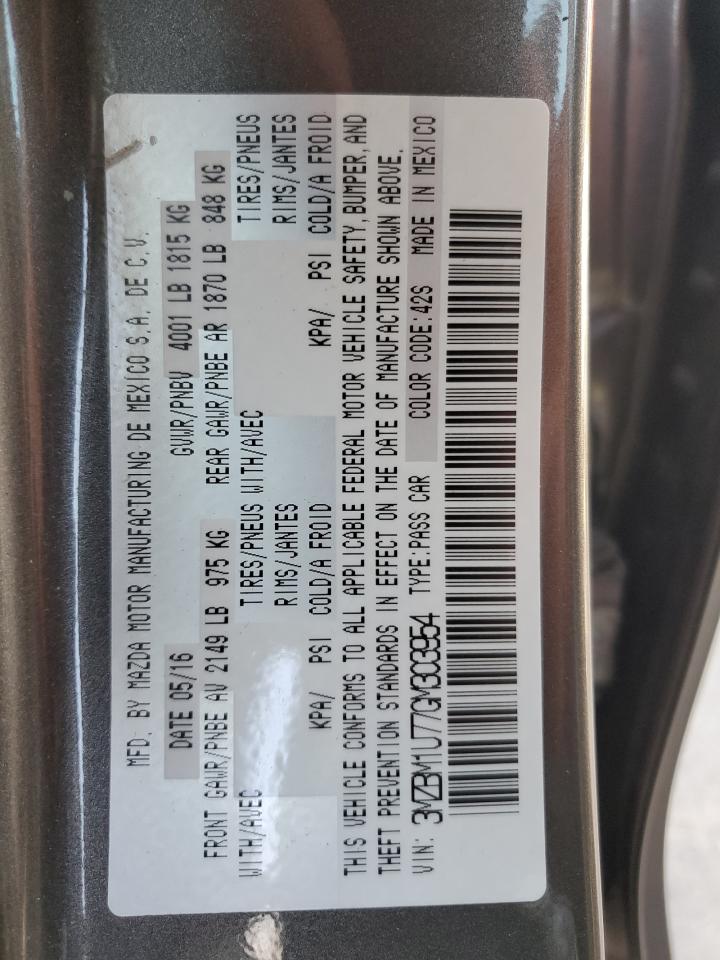 MFD. BY MAZDA MOTOR MANUFACTURING DE MEXICO S.A. DE C.V.
DATE 05/16 GVWR/PNBV 4001 LB 1815 KG
FRONT GAWR/PNBE AV 2149 LB 975 KG REAR GAWR/PNBE AR 1870 LB 848 KG
WITH/AVEC TIRES/PNEUS WITH/AVEC TIRES/PNEUS
RIMS/JANTES RIMS/JANTES
KPA/ PSI COLD/A FROID KPA/ PSI COLD/A FROID
THIS VEHICLE CONFORMS TO ALL APPLICABLE FEDERAL MOTOR VEHICLE SAFETY, BUMPER, AND
THEFT PREVENTION STANDARDS IN EFFECT ON THE DATE OF MANUFACTURE SHOWN ABOVE.
VIN: 3MZBM1U77GM303954 TYPE:PASS CAR COLOR CODE:42S MADE IN MEXICO